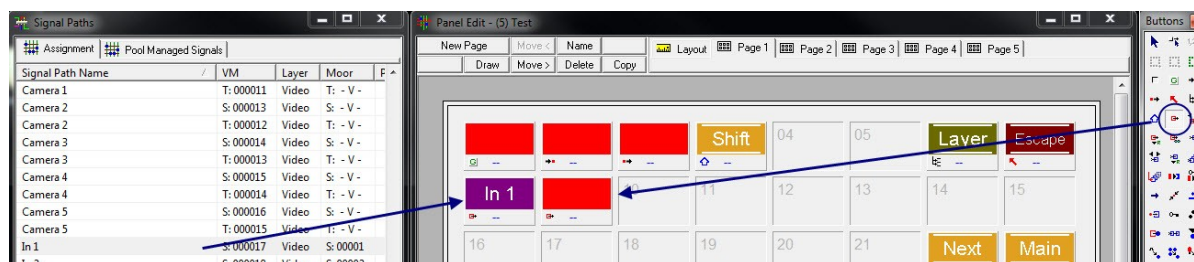 Signal Paths
Assignment Pool Managed Signals
Signal Path Name VM Layer Moor
Camera 1 T: 000011 Video T: - V -
Camera 2 S: 000013 Video S: - V -
Camera 2 T: 000012 Video T: - V -
Camera 3 S: 000014 Video S: - V -
Camera 3 T: 000013 Video T: - V -
Camera 4 S: 000015 Video S: - V -
Camera 4 T: 000014 Video T: - V -
Camera 5 S: 000016 Video S: - V -
Camera 5 T: 000015 Video T: - V -
In 1 S: 000017 Video S: 00001
Panel Edit - (5) Test
New Page Move < Name Layout Page 1 Page 2 Page 3 Page 4 Page 5
Draw Move > Delete Copy
Shift 04 05 Layer Escape
-- -- -- -- -- --
In 1 10 11 12 13 14 15
-- --
16 17 18 19 20 21 Next Main
Buttons